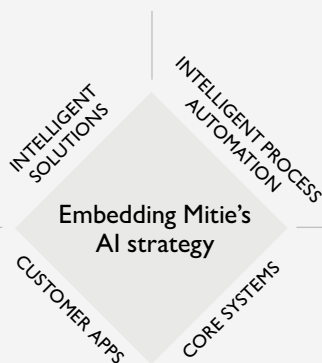 INTELLIGENT
SOLUTIONS
INTELLIGENT PROCESS
AUTOMATION
Embedding Mitie’s
AI strategy
CUSTOMER APPS
CORE SYSTEMS